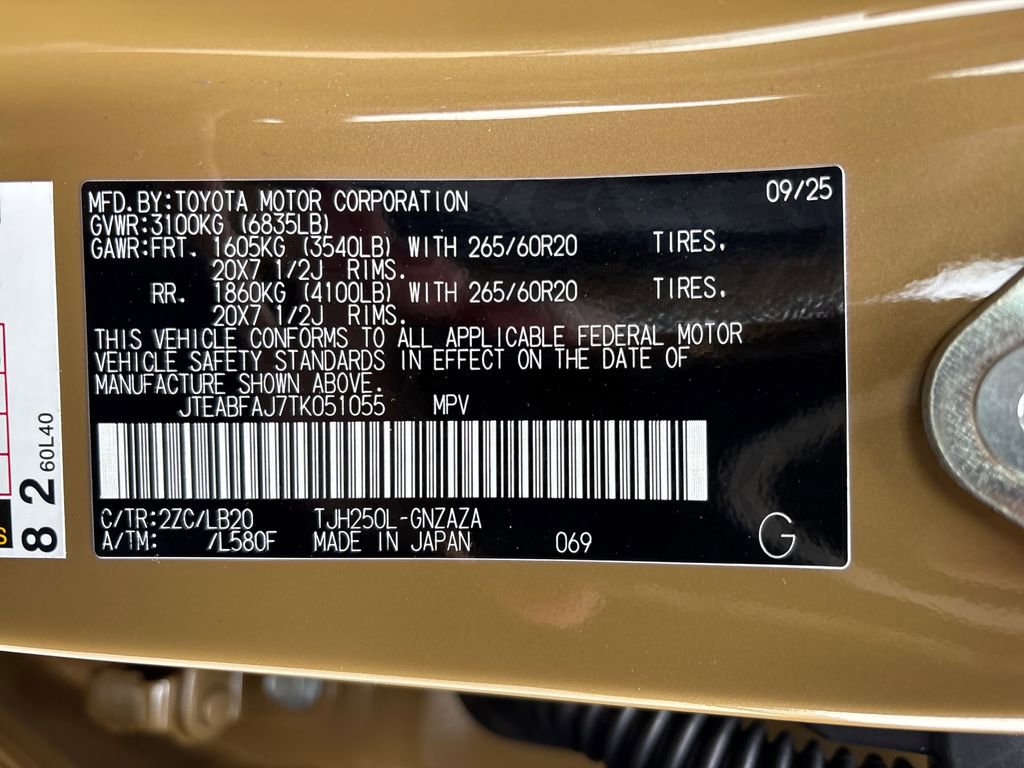 MFD.BY:TOYOTA MOTOR CORPORATION 09/25
GVWR:3100KG (6835LB)
GAWR:FRT. 1605KG (3540LB) WITH 265/60R20 TIRES.
20X7 1/2J RIMS.
RR. 1860KG (4100LB) WITH 265/60R20 TIRES.
20X7 1/2J RIMS.
THIS VEHICLE CONFORMS TO ALL APPLICABLE FEDERAL MOTOR
VEHICLE SAFETY STANDARDS IN EFFECT ON THE DATE OF
MANUFACTURE SHOWN ABOVE.
JTEABFAJ7TK051055 MPV
C/TR:2ZC/LB20 TJH250L-GNZAZA
A/TM: /L580F MADE IN JAPAN 069 G
82 60L40